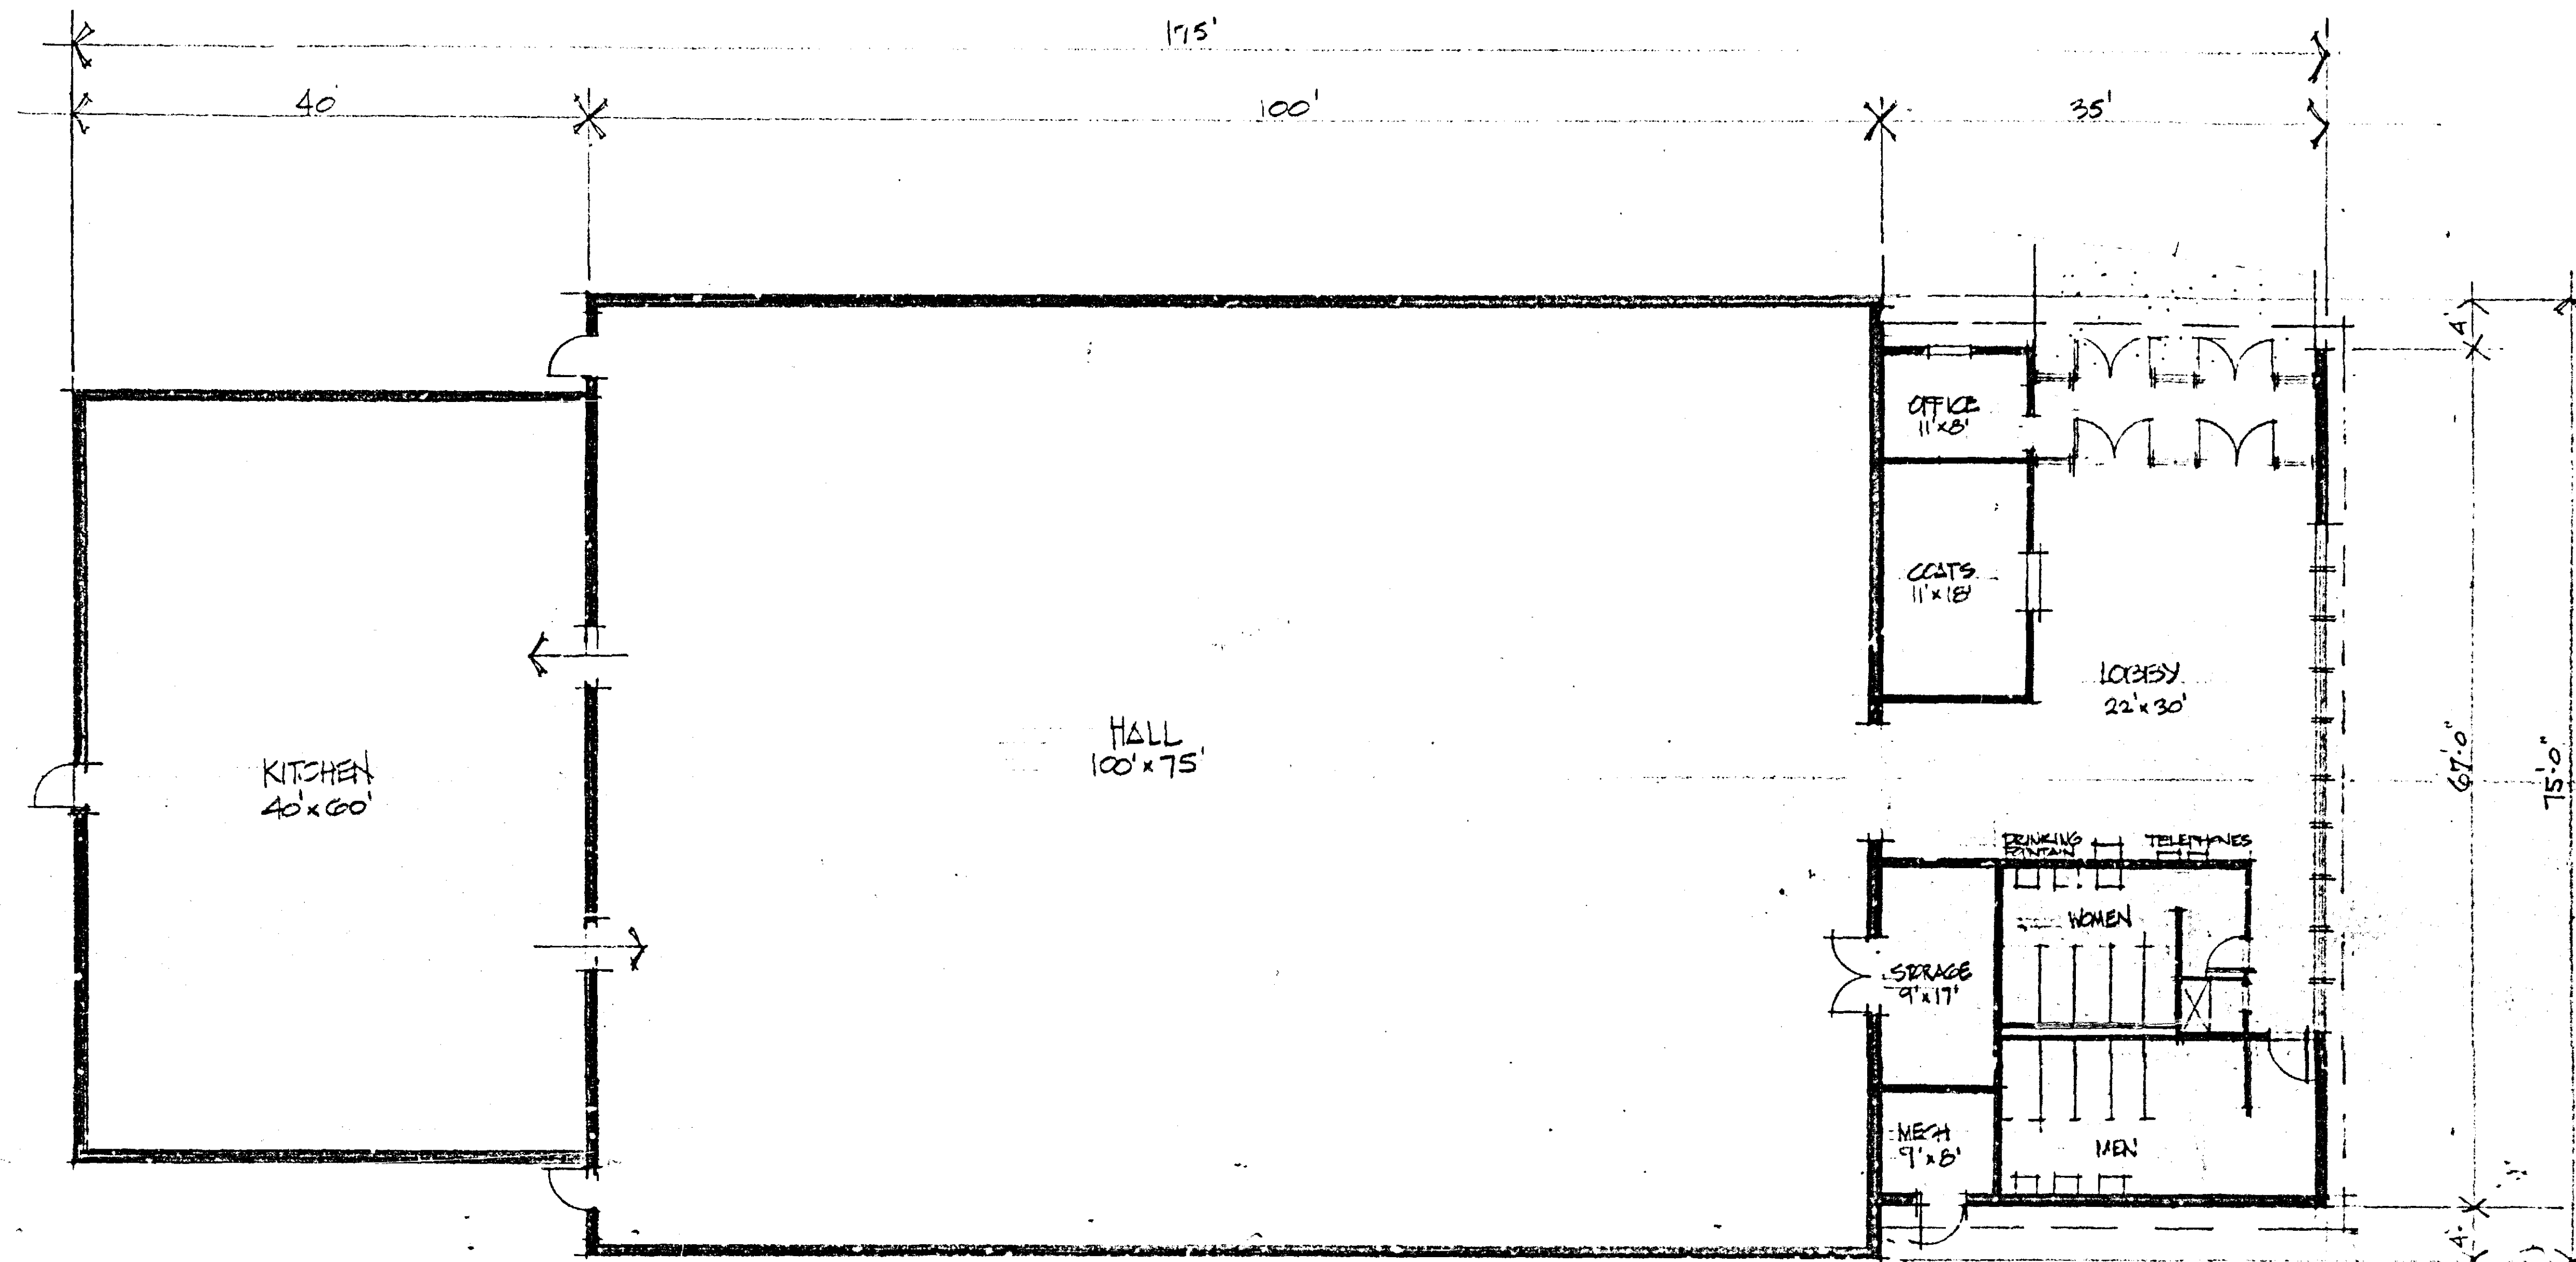 175'
40'
100'
35'
4'
OFFICE
11'x8'
COATS
11'x18'
LOBBY
22'x30'
HALL
100'x75'
KITCHEN
40'x60'
67'-0"
75'-0"
DRINKING
FOUNTAIN
TELEPHONES
WOMEN
STORAGE
9'x17'
MECH
9'x8'
MEN
4'